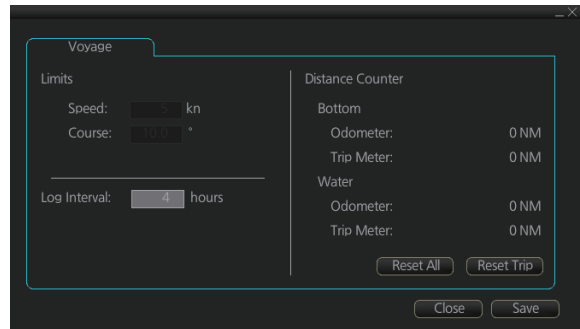 Voyage
Limits
Speed: 5 kn
Course: 10.0 °
Log Interval: 4 hours
Distance Counter
Bottom
Odometer: 0 NM
Trip Meter: 0 NM
Water
Odometer: 0 NM
Trip Meter: 0 NM
Reset All Reset Trip
Close Save